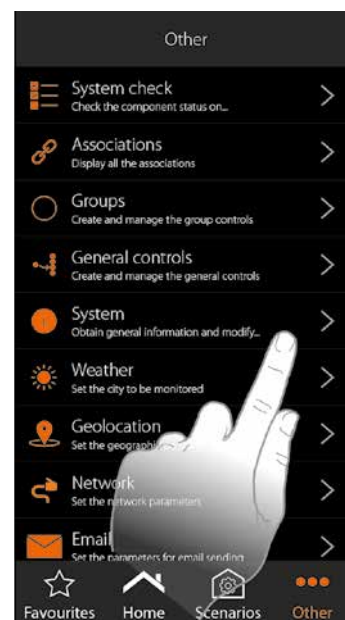 Other
System check
Check the component status on...
Associations
Display all the associations
Groups
Create and manage the group controls
General controls
Create and manage the general controls
System
Obtain general information and modify...
Weather
Set the city to be monitored
Geolocation
Set the geographi
Network
Set the network parameters
Email
Set the parameters for email sending
Favourites Home Scenarios Other